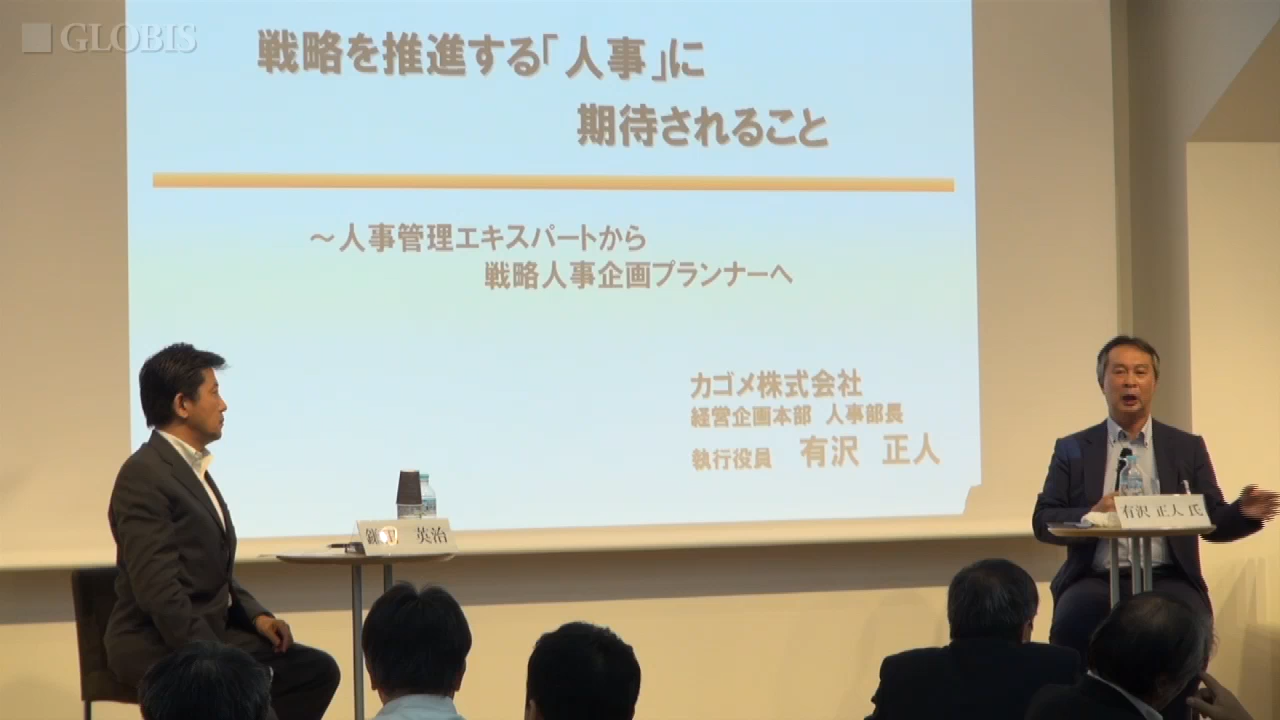 GLOBIS
戦略を推進する「人事」に
期待されること
～人事管理エキスパートから
戦略人事企画プランナーへ
カゴメ株式会社
経営企画本部 人事部長
執行役員 有沢 正人
英治
有沢 正人 氏